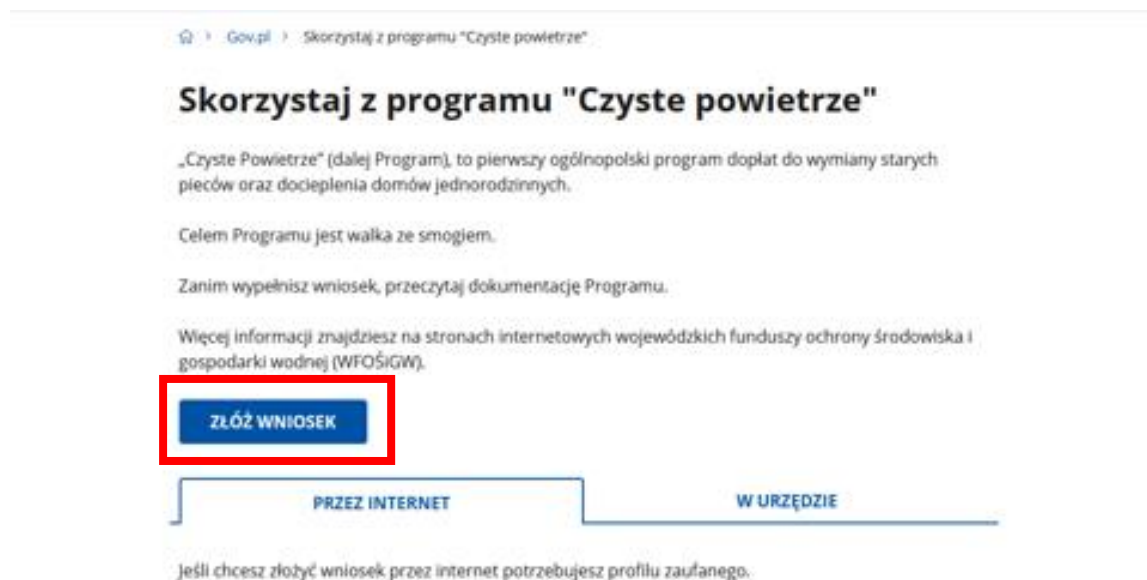 Gov.pl > Skorzystaj z programu "Czyste powietrze"
Skorzystaj z programu "Czyste powietrze"
„Czyste Powietrze" (dalej Program), to pierwszy ogólnopolski program dopłat do wymiany starych
pieców oraz docieplenia domów jednorodzinnych.
Celem Programu jest walka ze smogiem.
Zanim wypełnisz wniosek, przeczytaj dokumentację Programu.
Więcej informacji znajdziesz na stronach internetowych wojewódzkich funduszy ochrony środowiska i
gospodarki wodnej (WFOŚiGW).
ZŁÓŻ WNIOSEK
PRZEZ INTERNET W URZĘDZIE
Jeśli chcesz złożyć wniosek przez internet potrzebujesz profilu zaufanego.